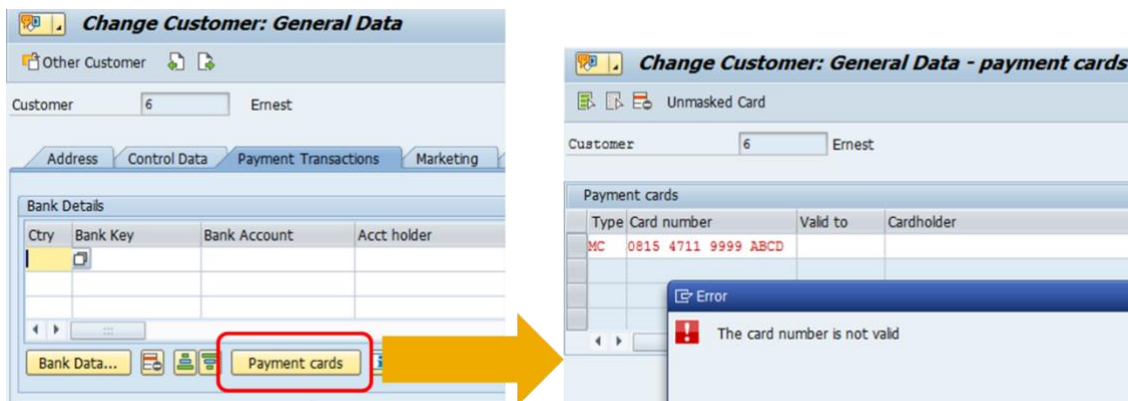 Change Customer: General Data
Other Customer
Customer 6 Ernest
Address Control Data Payment Transactions Marketing
Bank Details
Ctry Bank Key Bank Account Acct holder
Bank Data... Payment cards
Change Customer: General Data - payment cards
Unmasked Card
Customer 6 Ernest
Payment cards
Type Card number Valid to Cardholder
MC 0815 4711 9999 ABCD
Error
The card number is not valid